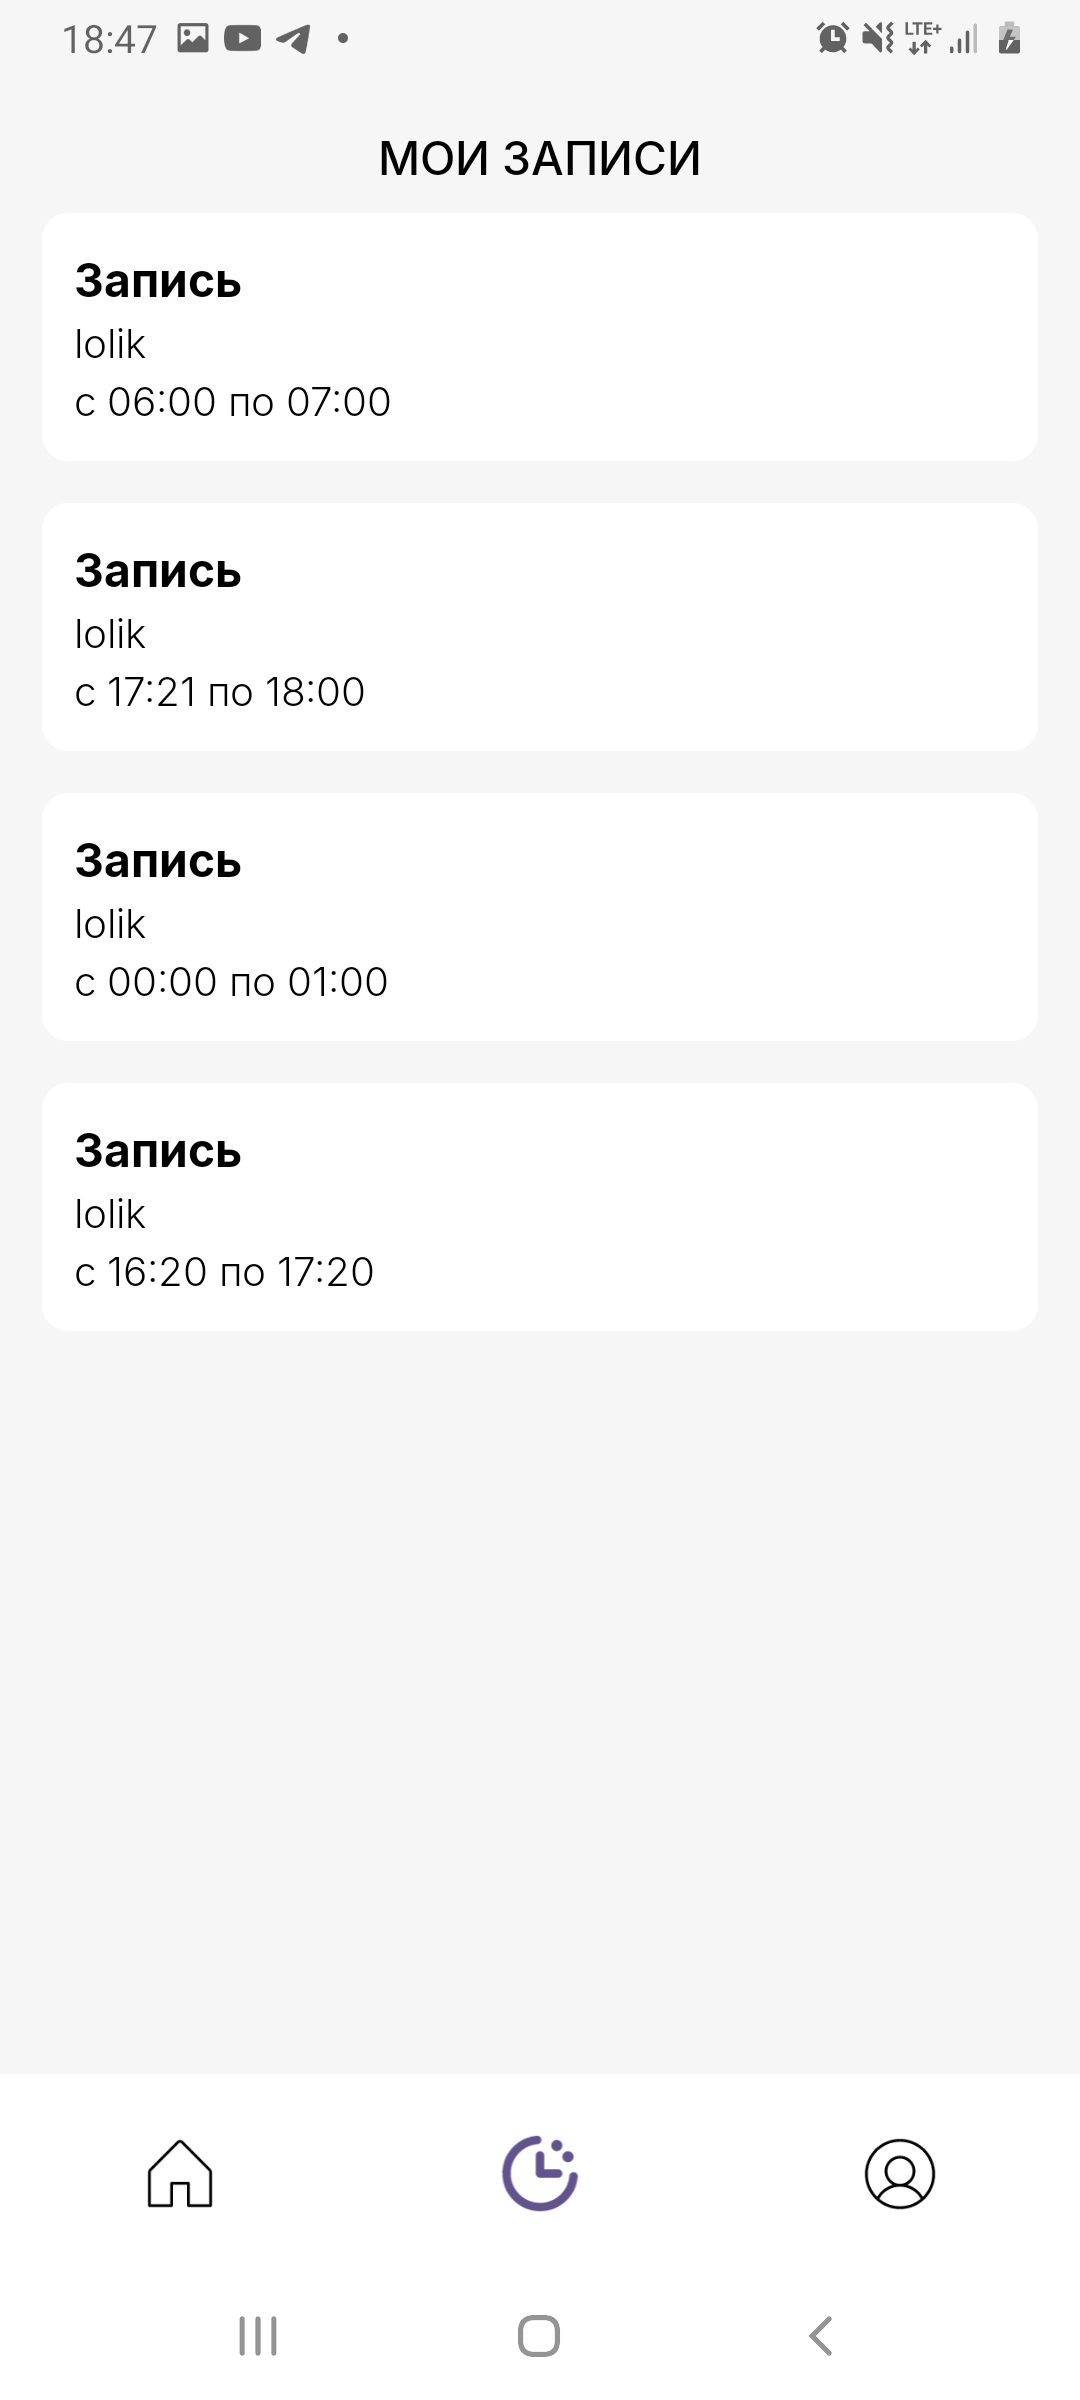 18:47
LTE+
МОИ ЗАПИСИ
Запись
lolik
с 06:00 по 07:00
Запись
lolik
с 17:21 по 18:00
Запись
lolik
с 00:00 по 01:00
Запись
lolik
с 16:20 по 17:20